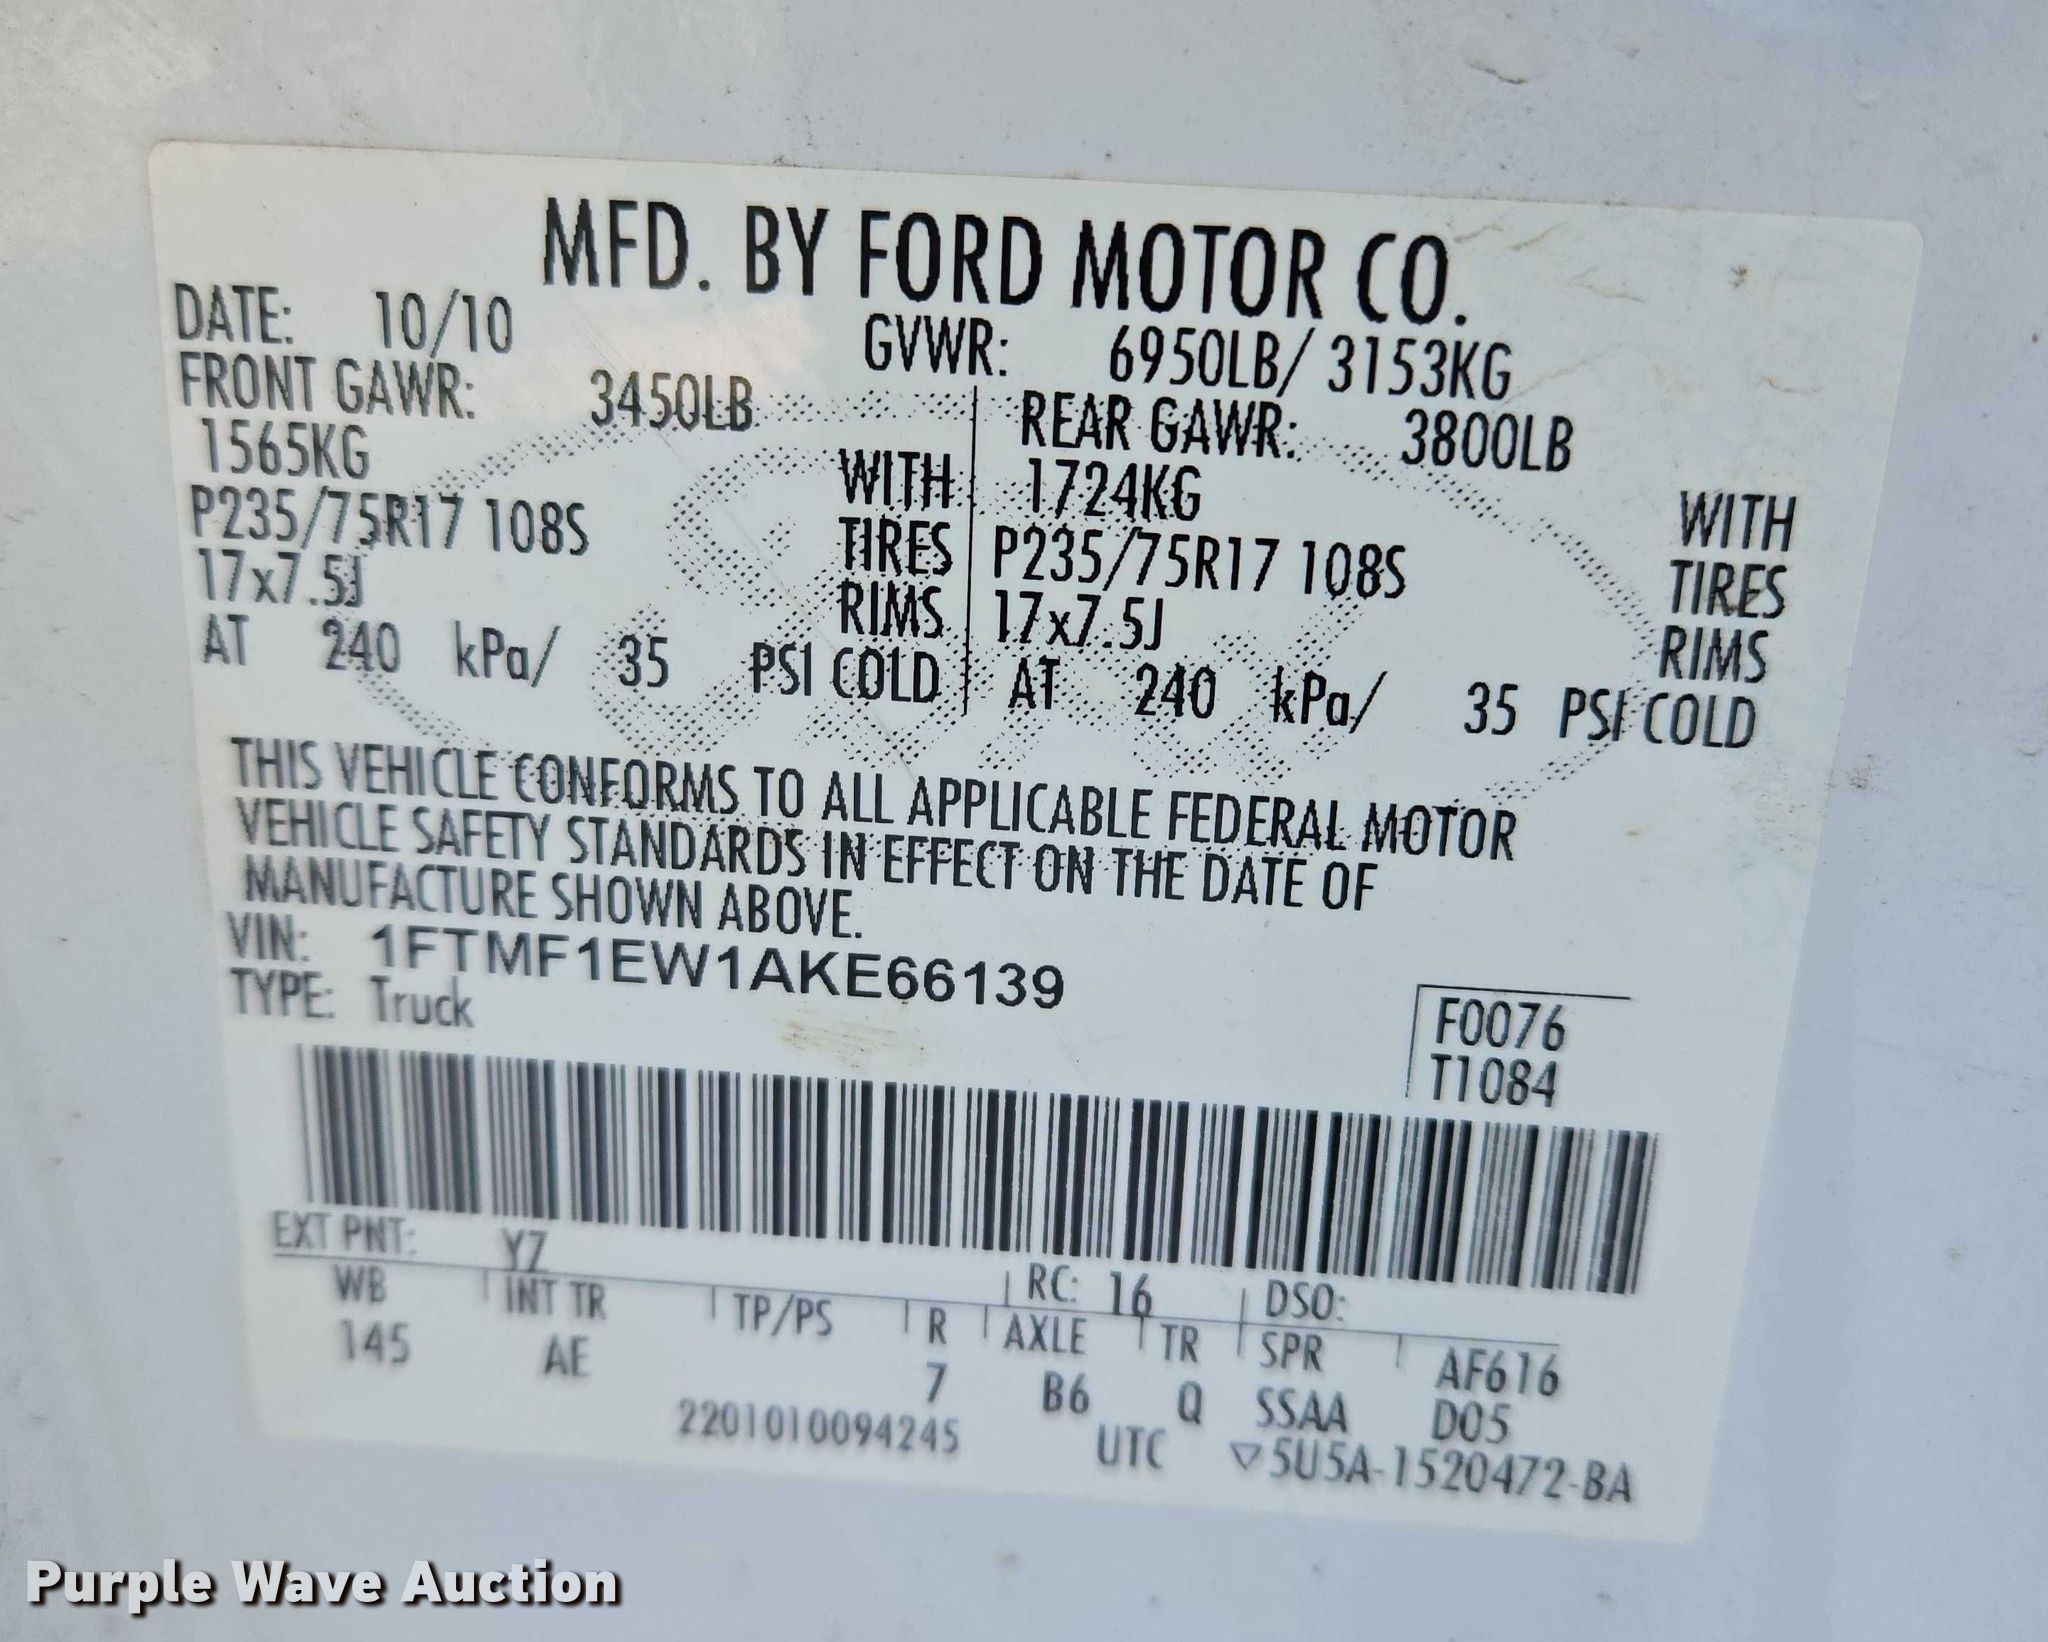 MFD. BY FORD MOTOR CO.
DATE: 10/10 GVWR: 6950LB/ 3153KG
FRONT GAWR: 3450LB REAR GAWR: 3800LB
1565KG WITH 1724KG WITH
P235/75R17 108S TIRES P235/75R17 108S TIRES
17x7.5J RIMS 17x7.5J RIMS
AT 240 kPa/ 35 PSI COLD AT 240 kPa/ 35 PSI COLD
THIS VEHICLE CONFORMS TO ALL APPLICABLE FEDERAL MOTOR
VEHICLE SAFETY STANDARDS IN EFFECT ON THE DATE OF
MANUFACTURE SHOWN ABOVE.
VIN: 1FTMF1EW1AKE66139
TYPE: Truck
F0076
T1084
EXT PNT: YZ RC: 16 DSO:
WB INT TR TP/PS R AXLE TR SPR AF616
145 AE 7 B6 Q SSAA D05
2201010094245 UTC ▽5U5A-1520472-BA
Purple Wave Auction